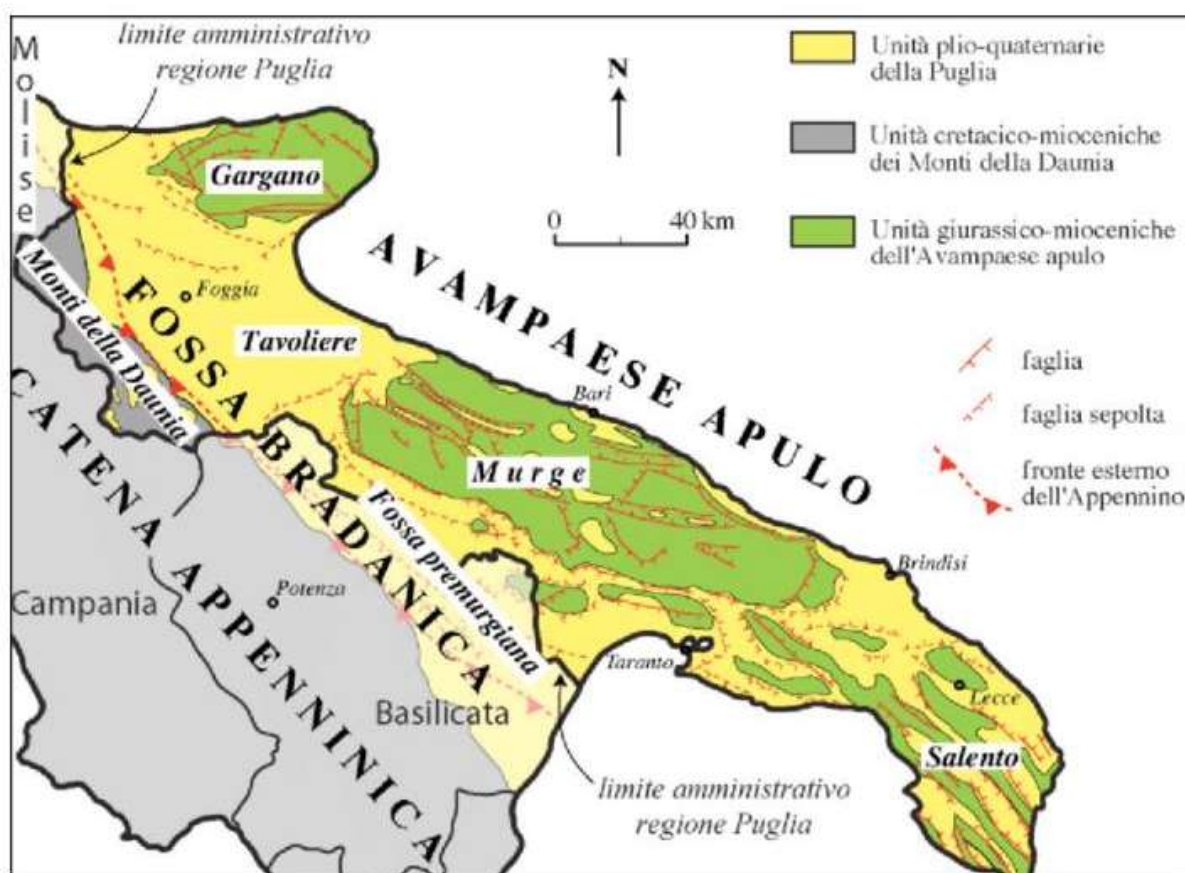 Molise
limite amministrativo
regione Puglia
N
0 40 km
Unità plio-quaternarie
della Puglia
Unità cretacico-mioceniche
dei Monti della Daunia
Unità giurassico-mioceniche
dell'Avampaese apulo
faglia
faglia sepolta
fronte esterno
dell'Appennino
Gargano
AVAMPAESE APULO
Foggia
Monti della Daunia
FOSSA BRADANICA
Tavoliere
Bari
Murge
CATENA APPENNINICA
Fossa premurgiana
Brindisi
Potenza
Campania
Taranto
Lecce
Basilicata
Salento
limite amministrativo
regione Puglia